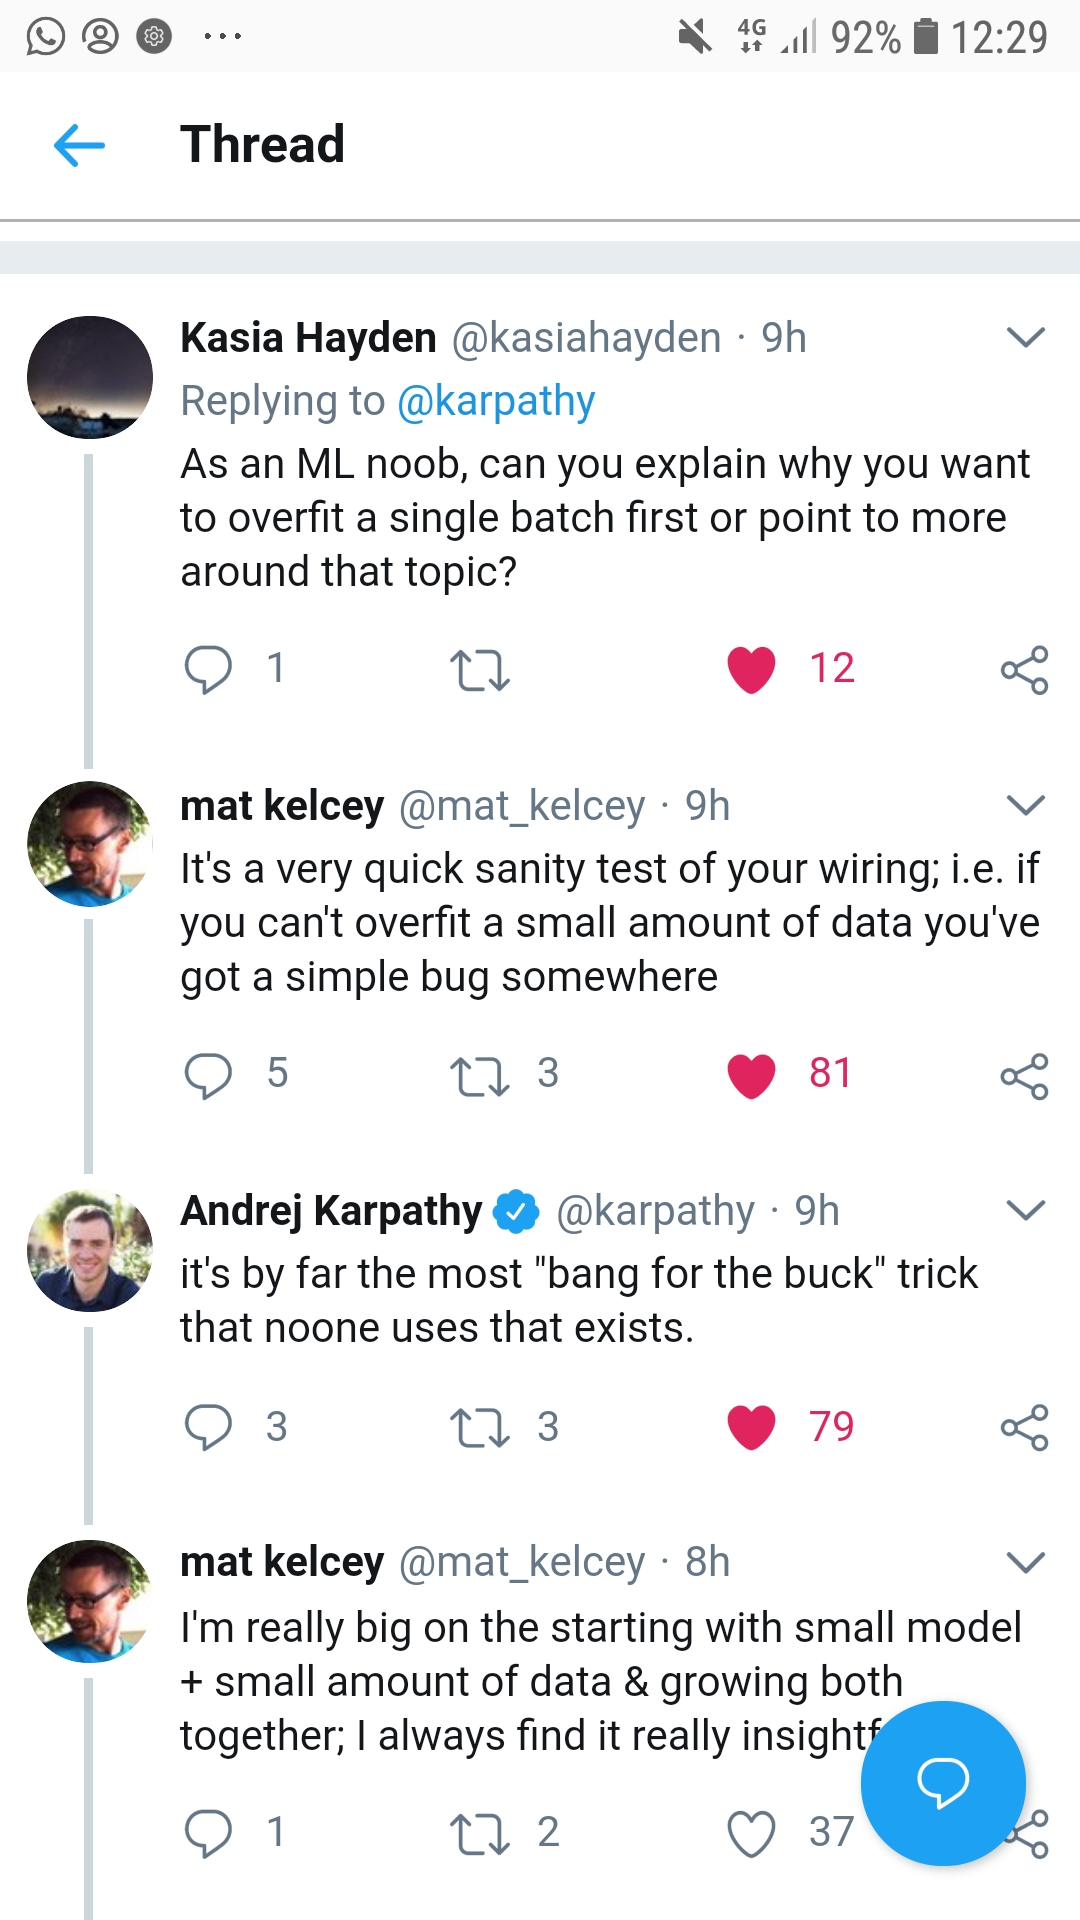 4G 92% 12:29
Thread
Kasia Hayden @kasiahayden · 9h
Replying to @karpathy
As an ML noob, can you explain why you want
to overfit a single batch first or point to more
around that topic?
1 12
mat kelcey @mat_kelcey · 9h
It's a very quick sanity test of your wiring; i.e. if
you can't overfit a small amount of data you've
got a simple bug somewhere
5 3 81
Andrej Karpathy @karpathy · 9h
it's by far the most "bang for the buck" trick
that noone uses that exists.
3 3 79
mat kelcey @mat_kelcey · 8h
I'm really big on the starting with small model
+ small amount of data & growing both
together; I always find it really
1 2 37